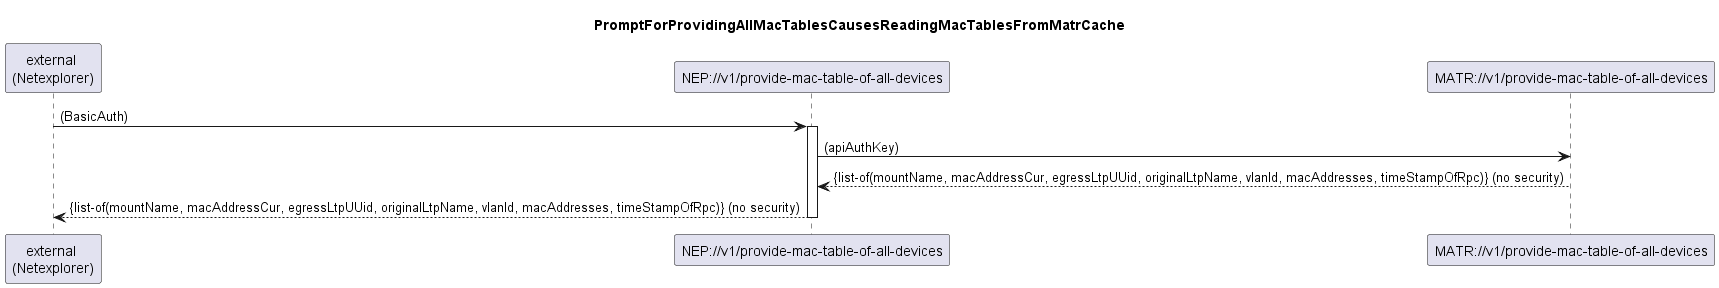 PromptForProvidingAllMacTablesCausesReadingMacTablesFromMatrCache
external
(Netexplorer)
NEP://v1/provide-mac-table-of-all-devices
MATR://v1/provide-mac-table-of-all-devices
(BasicAuth)
(apiAuthKey)
{list-of(mountName, macAddressCur, egressLtpUUid, originalLtpName, vlanId, macAddresses, timeStampOfRpc)} (no security)
{list-of(mountName, macAddressCur, egressLtpUUid, originalLtpName, vlanId, macAddresses, timeStampOfRpc)} (no security)
external
(Netexplorer)
NEP://v1/provide-mac-table-of-all-devices
MATR://v1/provide-mac-table-of-all-devices